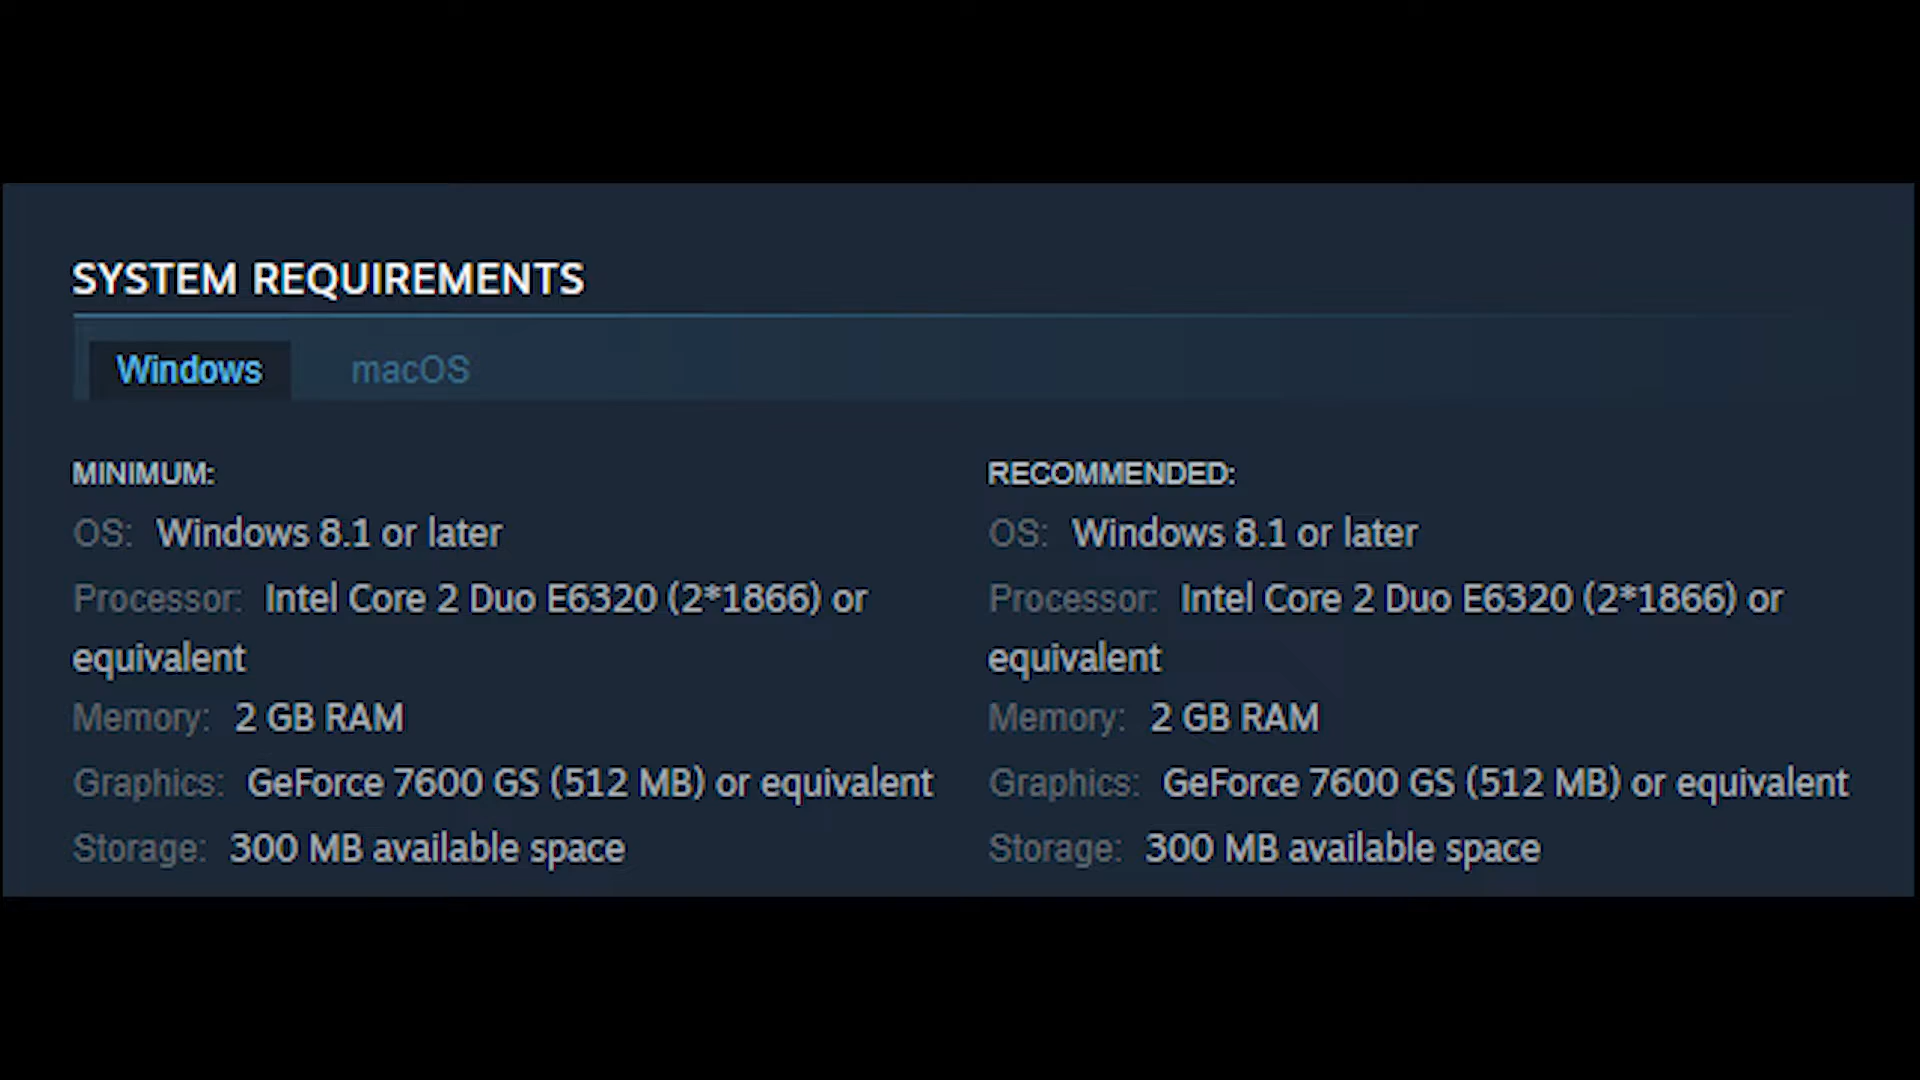 SYSTEM REQUIREMENTS
Windows macOS
MINIMUM:
OS: Windows 8.1 or later
Processor: Intel Core 2 Duo E6320 (2*1866) or
equivalent
Memory: 2 GB RAM
Graphics: GeForce 7600 GS (512 MB) or equivalent
Storage: 300 MB available space
RECOMMENDED:
OS: Windows 8.1 or later
Processor: Intel Core 2 Duo E6320 (2*1866) or
equivalent
Memory: 2 GB RAM
Graphics: GeForce 7600 GS (512 MB) or equivalent
Storage: 300 MB available space